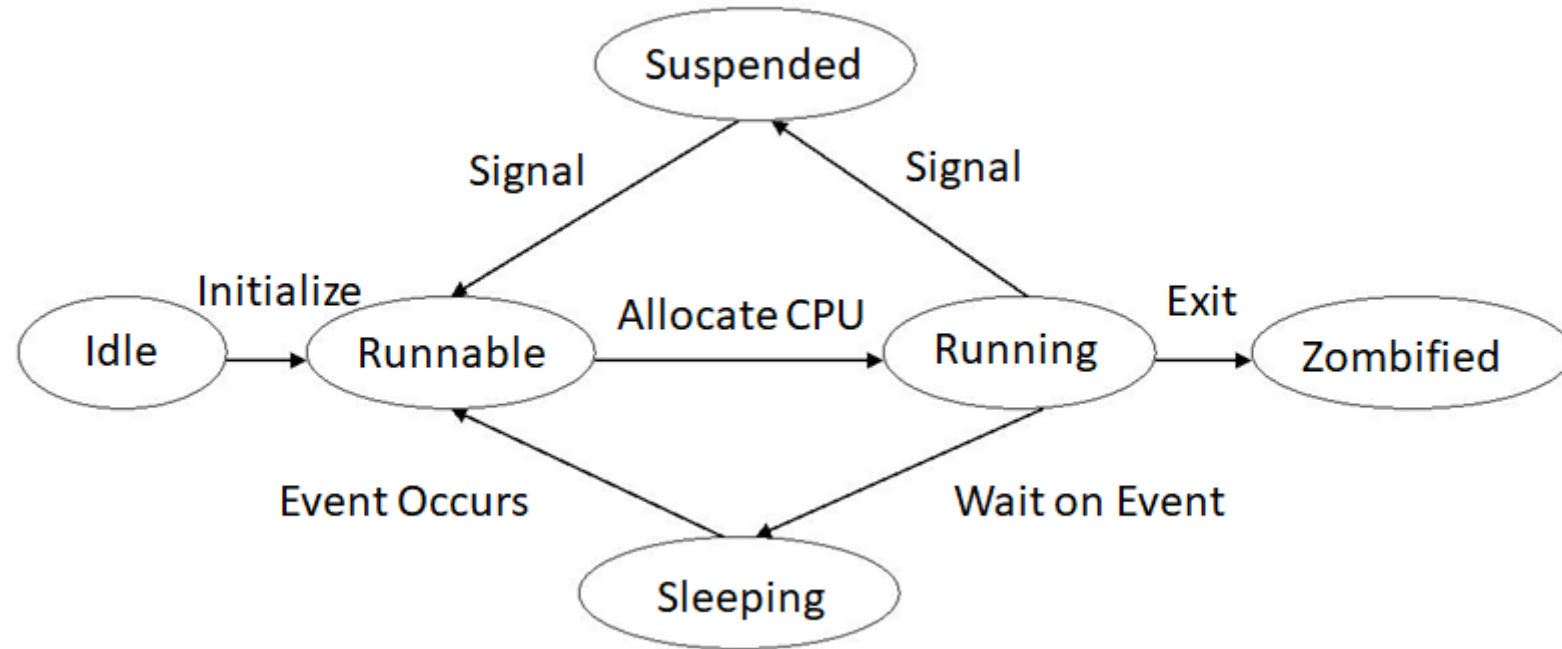 Suspended
Signal
Signal
Initialize
Allocate CPU
Exit
Idle
Runnable
Running
Zombified
Event Occurs
Wait on Event
Sleeping